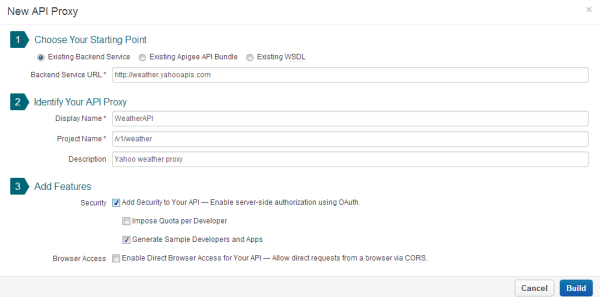 New API Proxy
×
1 Choose Your Starting Point
Existing Backend Service Existing Apigee API Bundle Existing WSDL
Backend Service URL * http://weather.yahooapis.com
2 Identify Your API Proxy
Display Name * WeatherAPI
Project Name * /v1/weather
Description Yahoo weather proxy
3 Add Features
Security Add Security to Your API — Enable server-side authorization using OAuth.
Impose Quota per Developer
Generate Sample Developers and Apps
Browser Access Enable Direct Browser Access for Your API — Allow direct requests from a browser via CORS.
Cancel Build